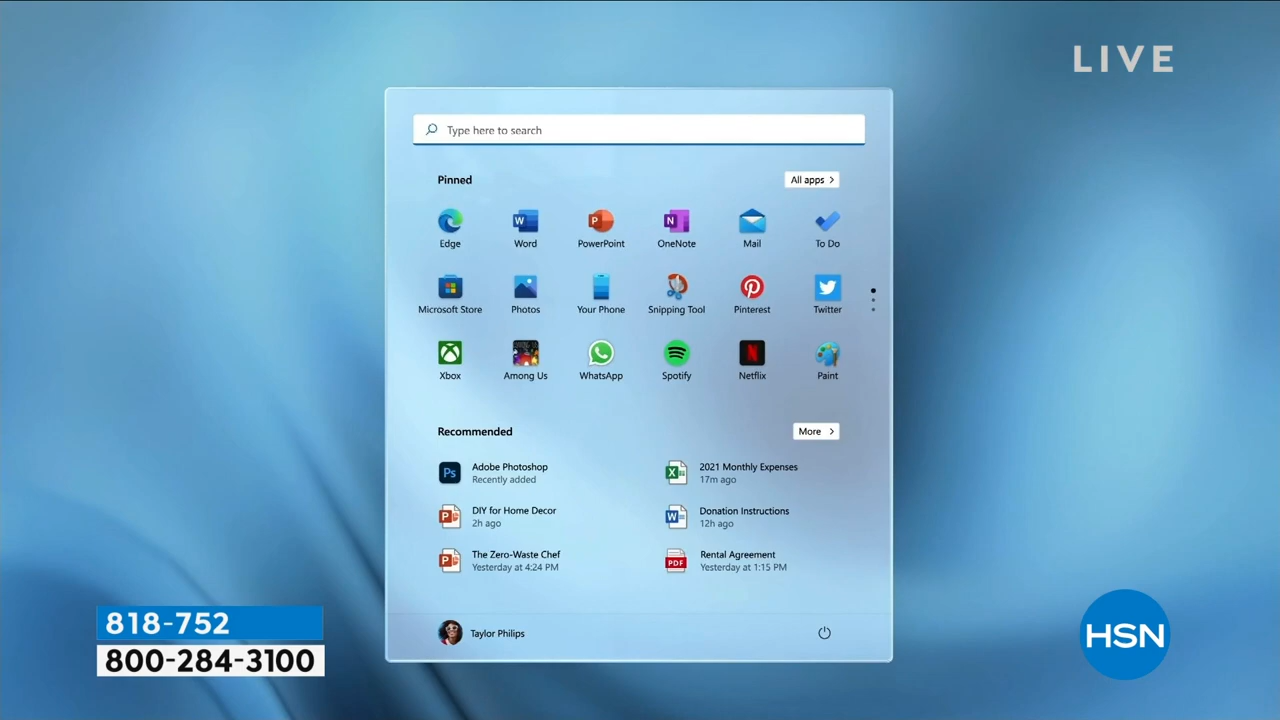 LIVE
Type here to search
Pinned
All apps
Edge
Word
PowerPoint
OneNote
Mail
To Do
Microsoft Store
Photos
Your Phone
Snipping Tool
Pinterest
Twitter
Xbox
Among Us
WhatsApp
Spotify
Netflix
Paint
Recommended
More
Ps
Adobe Photoshop
Recently added
2021 Monthly Expenses
17m ago
DIY for Home Decor
2h ago
Donation Instructions
12h ago
The Zero-Waste Chef
Yesterday at 4:24 PM
PDF
Rental Agreement
Yesterday at 1:15 PM
Taylor Philips
818-752
800-284-3100
HSN